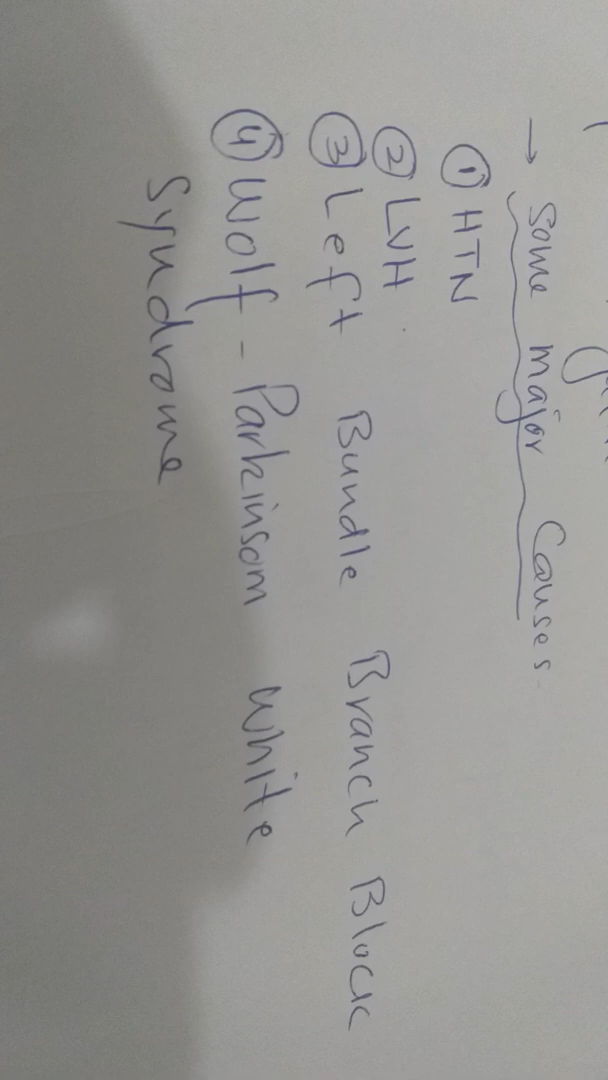 → Some major Causes
① HTN
② LVH
③ Left Bundle Branch Block
④ Wolf - Parkinsom White
Syndrome